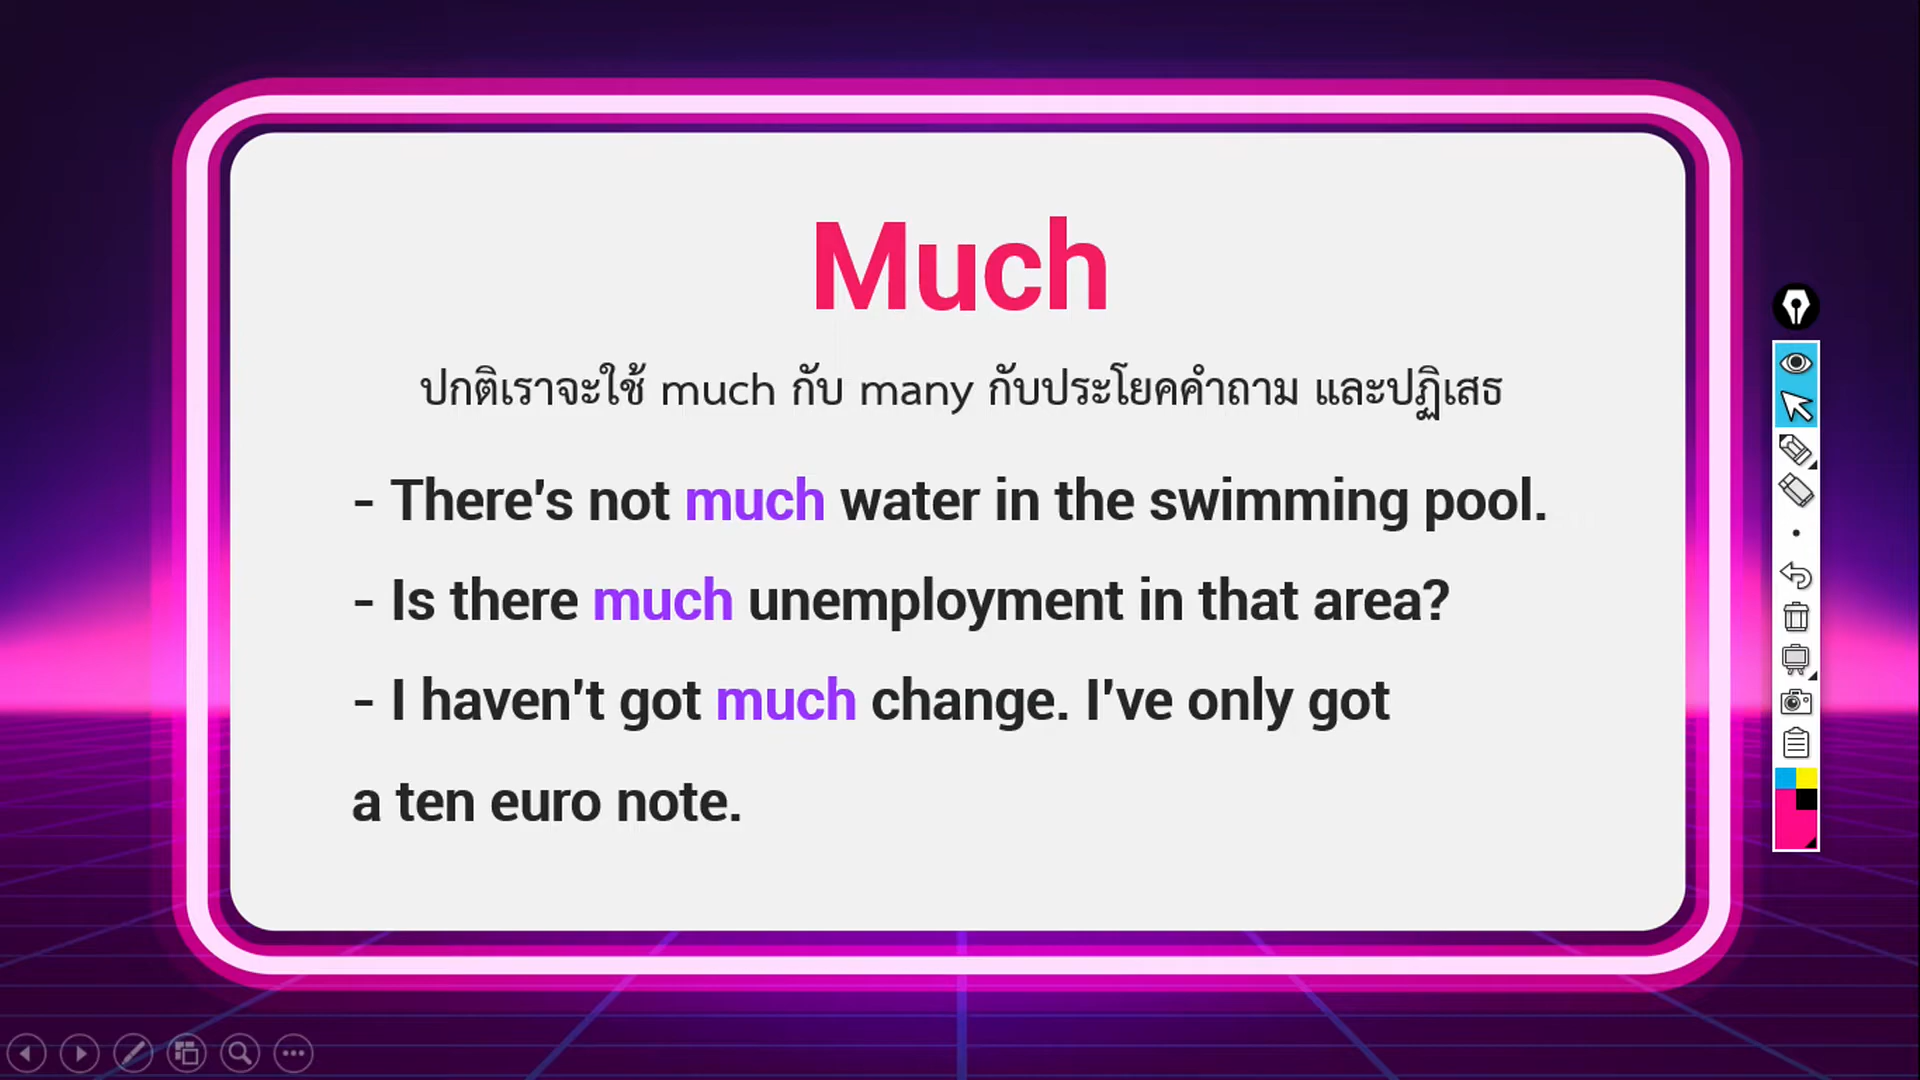 Much
ปกติเราจะใช้ much กับ many กับประโยคคำถาม และปฏิเสธ
- There's not much water in the swimming pool.
- Is there much unemployment in that area?
- I haven't got much change. I've only got
a ten euro note.